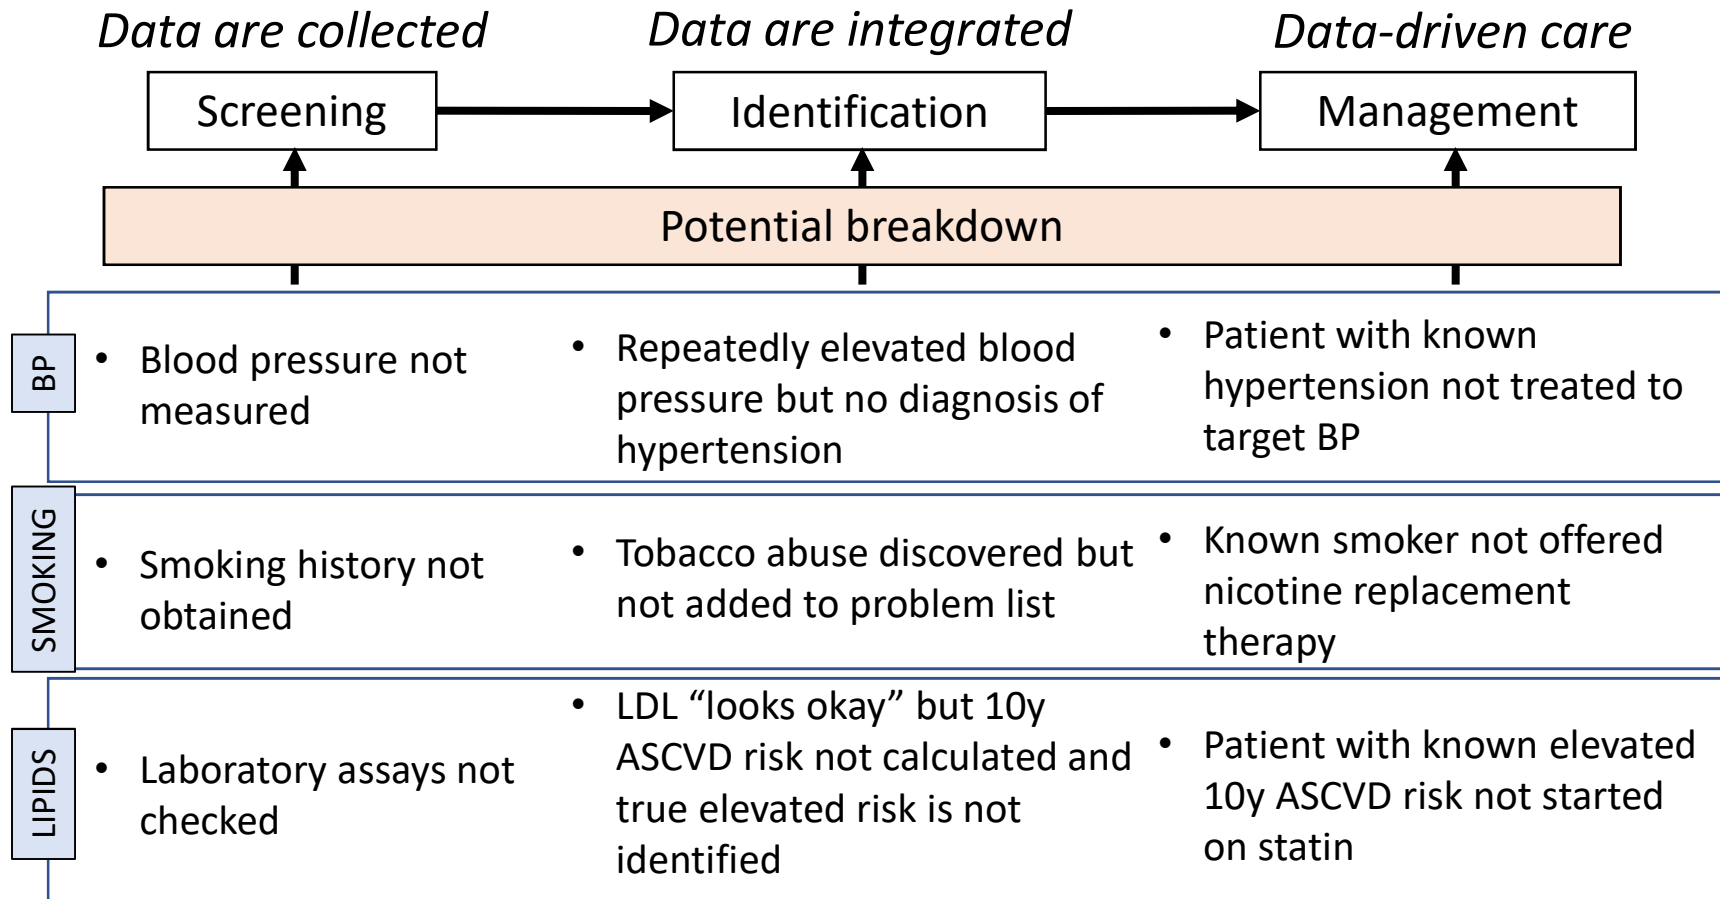 Data are collected
Data are integrated
Data-driven care
Screening
Identification
Management
Potential breakdown
BP
• Blood pressure not
measured
• Repeatedly elevated blood
pressure but no diagnosis of
hypertension
• Patient with known
hypertension not treated to
target BP
SMOKING
• Smoking history not
obtained
• Tobacco abuse discovered but
not added to problem list
• Known smoker not offered
nicotine replacement
therapy
LIPIDS
• Laboratory assays not
checked
• LDL “looks okay” but 10y
ASCVD risk not calculated and
true elevated risk is not
identified
• Patient with known elevated
10y ASCVD risk not started
on statin